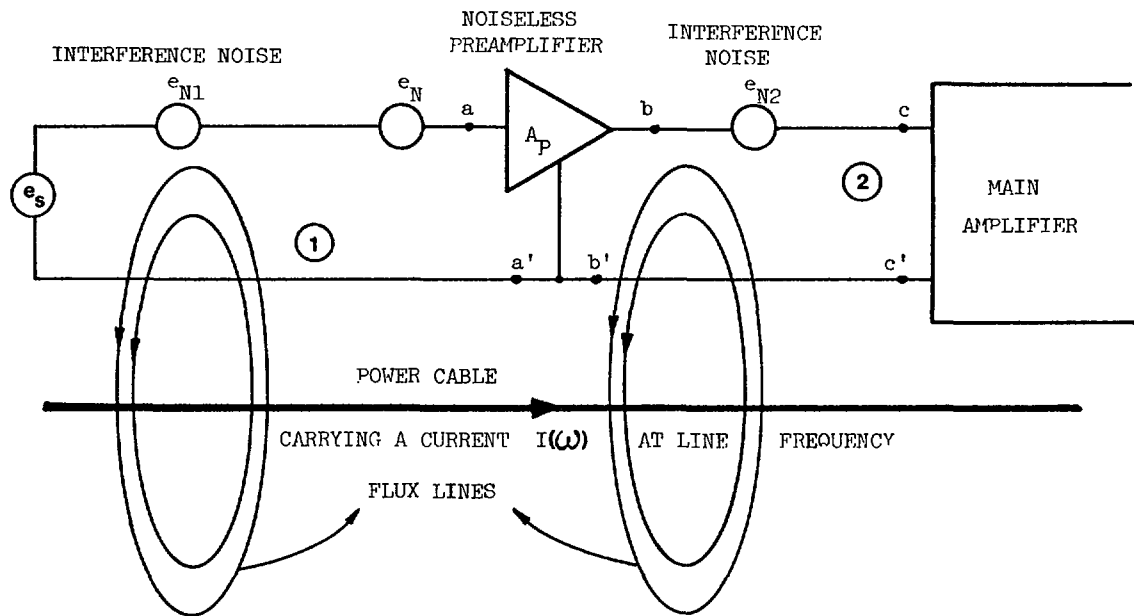 NOISELESS
PREAMPLIFIER
INTERFERENCE NOISE
INTERFERENCE
NOISE
e_N1
e_N
a
A_P
b
e_N2
c
e_s
1
2
MAIN
AMPLIFIER
a'
b'
c'
POWER CABLE
CARRYING A CURRENT I(ω) AT LINE FREQUENCY
FLUX LINES